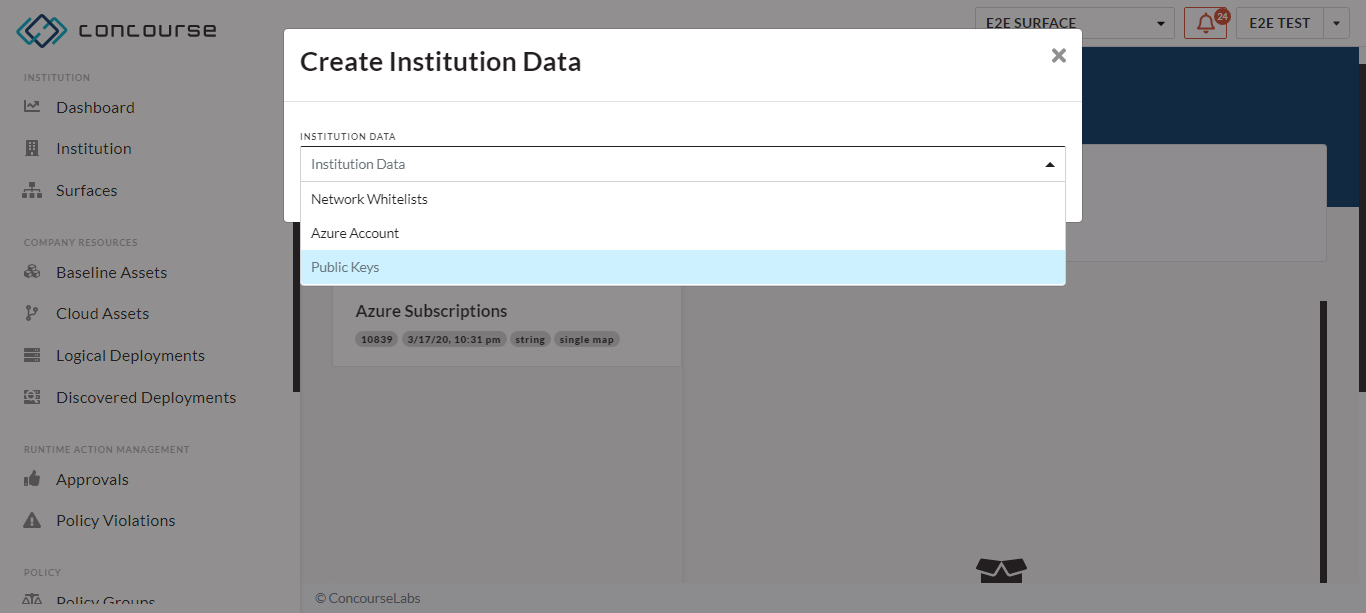 concourse
E2E SURFACE
24
E2E TEST
Create Institution Data
INSTITUTION
Dashboard
Institution
Surfaces
COMPANY RESOURCES
Baseline Assets
Cloud Assets
Logical Deployments
Discovered Deployments
RUNTIME ACTION MANAGEMENT
Approvals
Policy Violations
POLICY
Policy Groups
INSTITUTION DATA
Institution Data
Network Whitelists
Azure Account
Public Keys
Azure Subscriptions
10839 3/17/20, 10:31 pm string single map
© ConcourseLabs